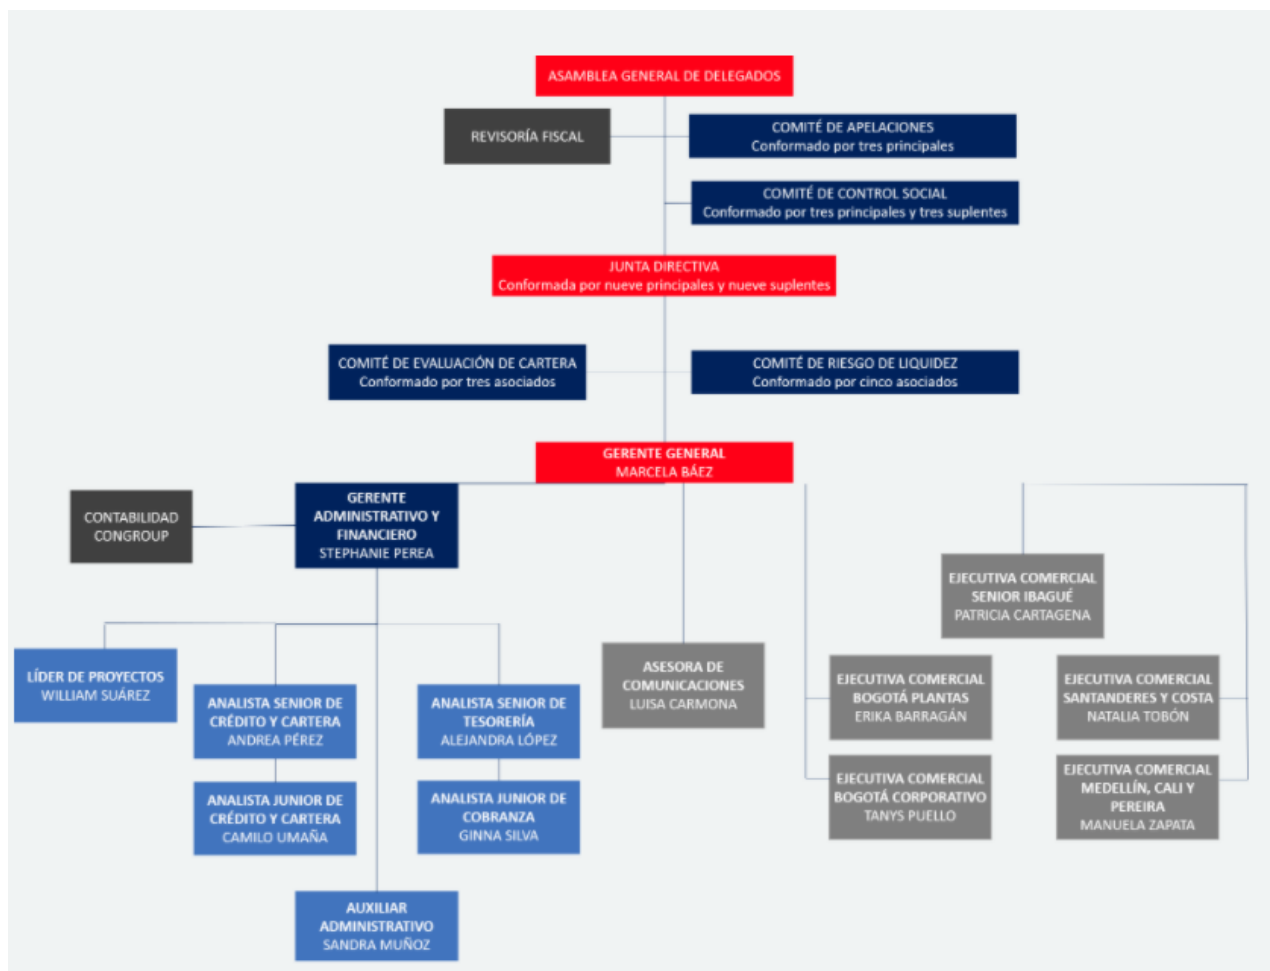 ASAMBLEA GENERAL DE DELEGADOS
REVISORÍA FISCAL
COMITÉ DE APELACIONES
Conformado por tres principales
COMITÉ DE CONTROL SOCIAL
Conformado por tres principales y tres suplentes
JUNTA DIRECTIVA
Conformada por nueve principales y nueve suplentes
COMITÉ DE EVALUACIÓN DE CARTERA
Conformado por tres asociados
COMITÉ DE RIESGO DE LIQUIDEZ
Conformado por cinco asociados
GERENTE GENERAL
MARCELA BÁEZ
CONTABILIDAD
CONGROUP
GERENTE
ADMINISTRATIVO Y
FINANCIERO
STEPHANIE PEREA
EJECUTIVA COMERCIAL
SENIOR IBAGUÉ
PATRICIA CARTAGENA
LÍDER DE PROYECTOS
WILLIAM SUÁREZ
ANALISTA SENIOR DE
CRÉDITO Y CARTERA
ANDREA PÉREZ
ANALISTA SENIOR DE
TESORERÍA
ALEJANDRA LÓPEZ
ASESORA DE
COMUNICACIONES
LUISA CARMONA
EJECUTIVA COMERCIAL
BOGOTÁ PLANTAS
ERIKA BARRAGÁN
EJECUTIVA COMERCIAL
SANTANDERES Y COSTA
NATALIA TOBÓN
ANALISTA JUNIOR DE
CRÉDITO Y CARTERA
CAMILO UMAÑA
ANALISTA JUNIOR DE
COBRANZA
GINNA SILVA
EJECUTIVA COMERCIAL
BOGOTÁ CORPORATIVO
TANYS PUELLO
EJECUTIVA COMERCIAL
MEDELLÍN, CALI Y
PEREIRA
MANUELA ZAPATA
AUXILIAR
ADMINISTRATIVO
SANDRA MUÑOZ